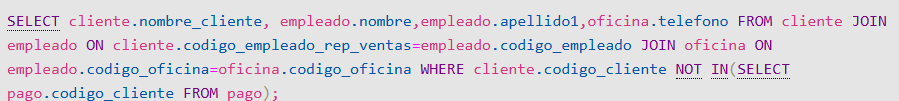 SELECT cliente.nombre_cliente, empleado.nombre,empleado.apellido1,oficina.telefono FROM cliente JOIN
empleado ON cliente.codigo_empleado_rep_ventas=empleado.codigo_empleado JOIN oficina ON
empleado.codigo_oficina=oficina.codigo_oficina WHERE cliente.codigo_cliente NOT IN(SELECT
pago.codigo_cliente FROM pago);